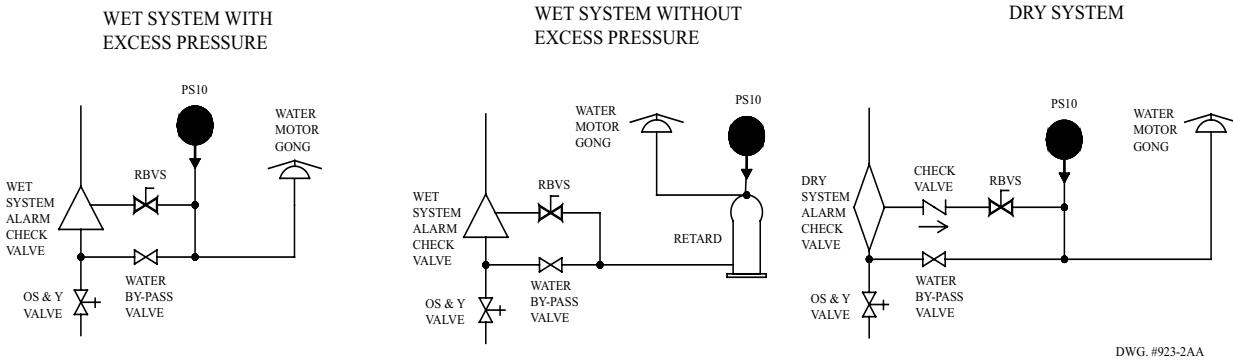 WET SYSTEM WITH
EXCESS PRESSURE
PS10
WATER
MOTOR
GONG
RBVS
WET
SYSTEM
ALARM
CHECK
VALVE
WATER
BY-PASS
VALVE
OS & Y
VALVE
WET SYSTEM WITHOUT
EXCESS PRESSURE
WATER
MOTOR
GONG
PS10
RBVS
WET
SYSTEM
ALARM
CHECK
VALVE
RETARD
WATER
BY-PASS
VALVE
OS & Y
VALVE
DRY SYSTEM
PS10
WATER
MOTOR
GONG
CHECK
VALVE
RBVS
DRY
SYSTEM
ALARM
CHECK
VALVE
WATER
BY-PASS
VALVE
OS & Y
VALVE
DWG. #923-2AA